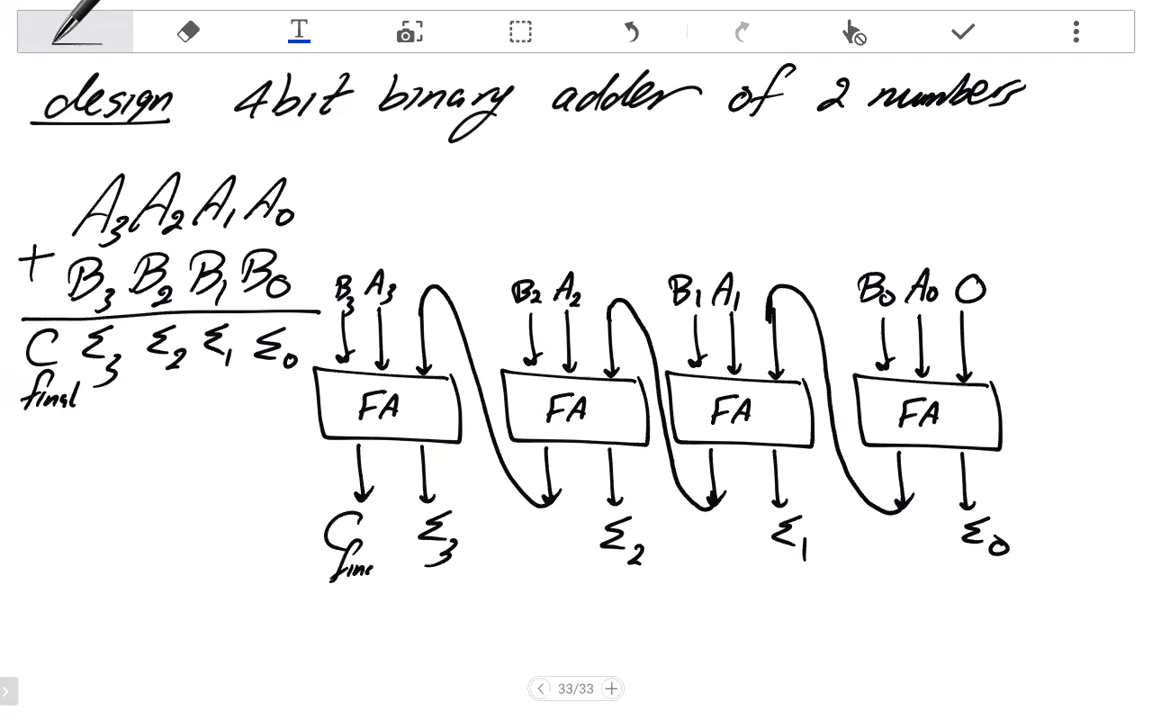 T
design 4bit binary adder of 2 numbers
A3 A2 A1 A0
+ B3 B2 B1 B0
C final Σ3 Σ2 Σ1 Σ0
B3 A3 B2 A2 B1 A1 B0 A0 0
FA FA FA FA
C fine Σ3 Σ2 Σ1 Σ0
33/33